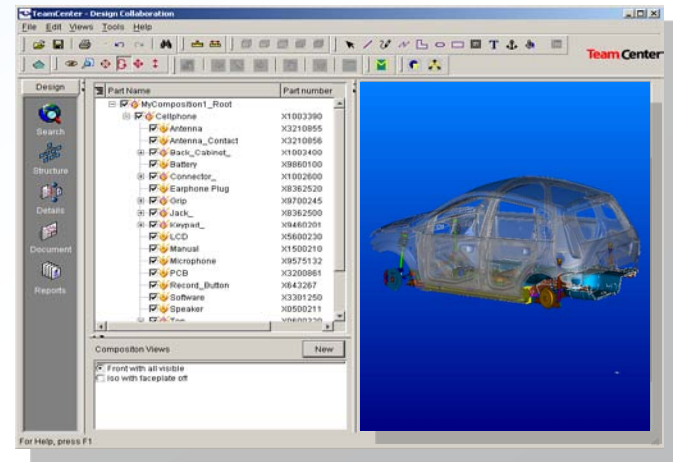 TeamCenter - Design Collaboration
File Edit Views Tools Help
Team Center
Design
Search
Structure
Details
Document
Reports
Part Name Part number
MyComposition1_Root
Cellphone X1003390
Antenna X3210855
Antenna_Contact X3210856
Back_Cabinet_ X1003400
Battery X9860100
Connector_ X1002600
Earphone Plug X8362520
Grip X9700245
Jack_ X8362500
Keypad_ X9460201
LCD X5600230
Manual X1500210
Microphone X9575132
PCB X3200861
Record_Button X643267
Software X3301250
Speaker X0500211
Compositon Views New
Front with all visible
Iso with faceplate off
For Help, press F1